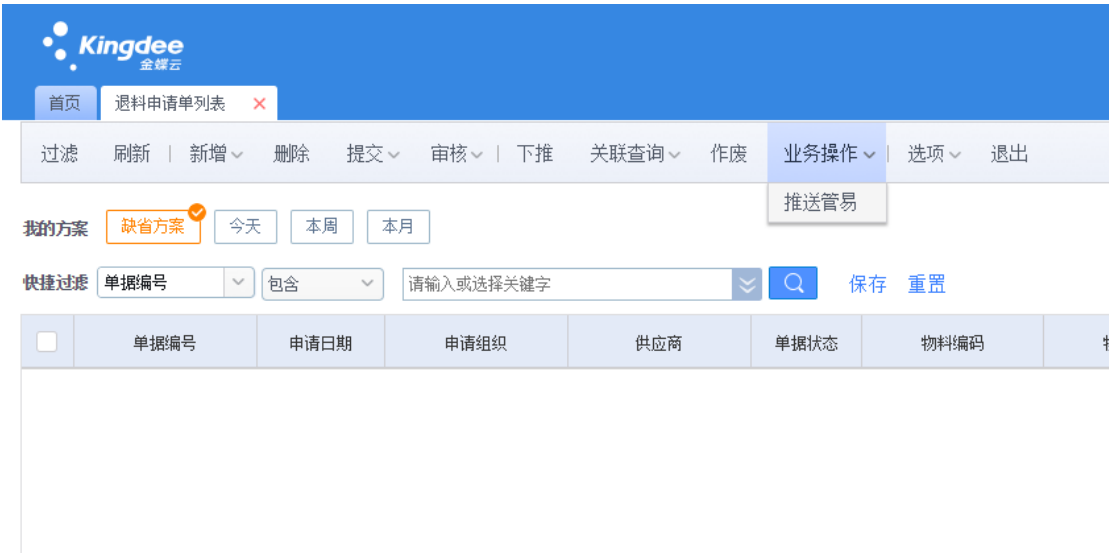 Kingdee
金蝶云
首页 退料申请单列表
过滤 刷新 新增 删除 提交 审核 下推 关联查询 作废 业务操作 选项 退出
推送管易
我的方案 缺省方案 今天 本周 本月
快捷过滤 单据编号 包含 请输入或选择关键字 保存 重置
单据编号 申请日期 申请组织 供应商 单据状态 物料编码